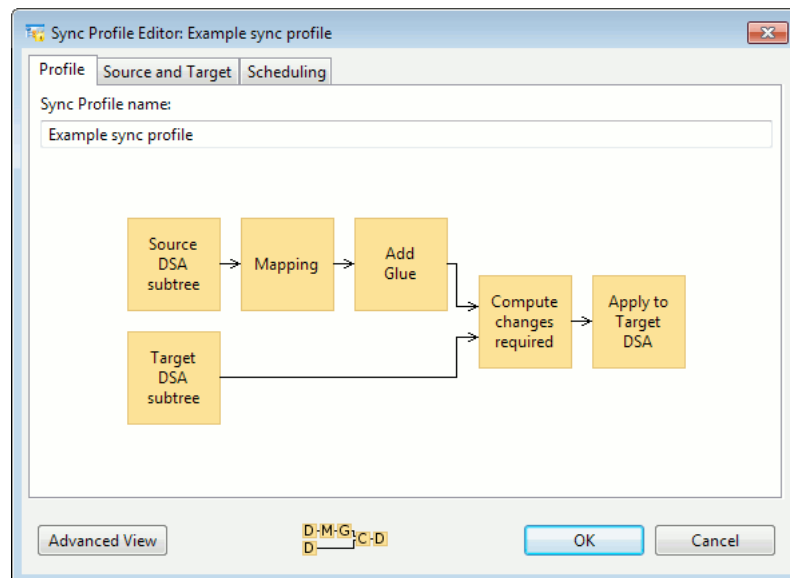 Sync Profile Editor: Example sync profile
Profile
Source and Target
Scheduling
Sync Profile name:
Example sync profile
Source
DSA
subtree
Mapping
Add
Glue
Compute
changes
required
Apply to
Target
DSA
Target
DSA
subtree
Advanced View
D-M-G
D
C-D
OK
Cancel